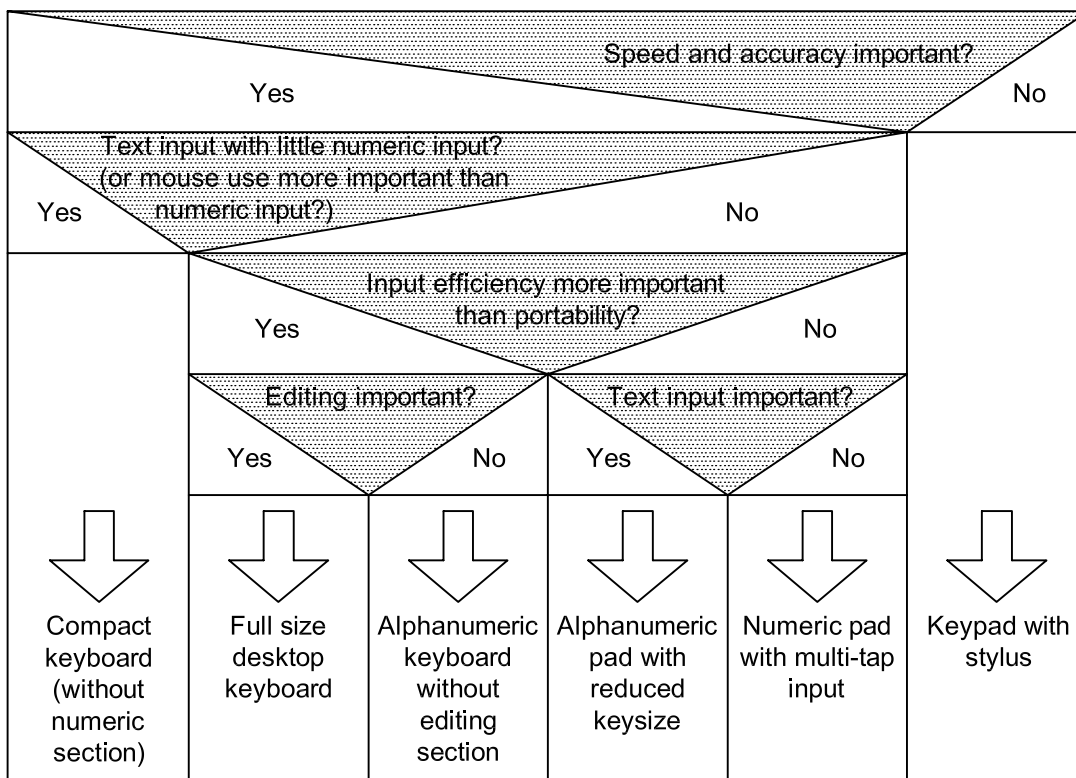 Speed and accuracy important?
Yes
No
Text input with little numeric input?
(or mouse use more important than
numeric input?)
Yes
No
Input efficiency more important
than portability?
Yes
No
Editing important?
Text input important?
Yes
No
Yes
No
Compact
keyboard
(without
numeric
section)
Full size
desktop
keyboard
Alphanumeric
keyboard
without
editing
section
Alphanumeric
pad with
reduced
keysize
Numeric pad
with multi-tap
input
Keypad with
stylus